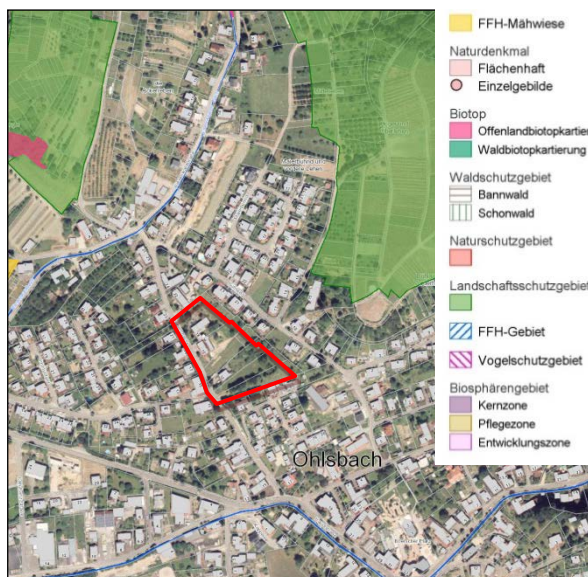 FFH-Mähwiese
Naturdenkmal
Flächenhaft
Einzelgebilde
Biotop
Offenlandbiotopkartier
Waldbiotopkartierung
Waldschutzgebiet
Bannwald
Schonwald
Naturschutzgebiet
Landschaftsschutzgebiet
FFH-Gebiet
Vogelschutzgebiet
Biosphärengebiet
Kernzone
Pflegezone
Entwicklungszone
Ohlsbach